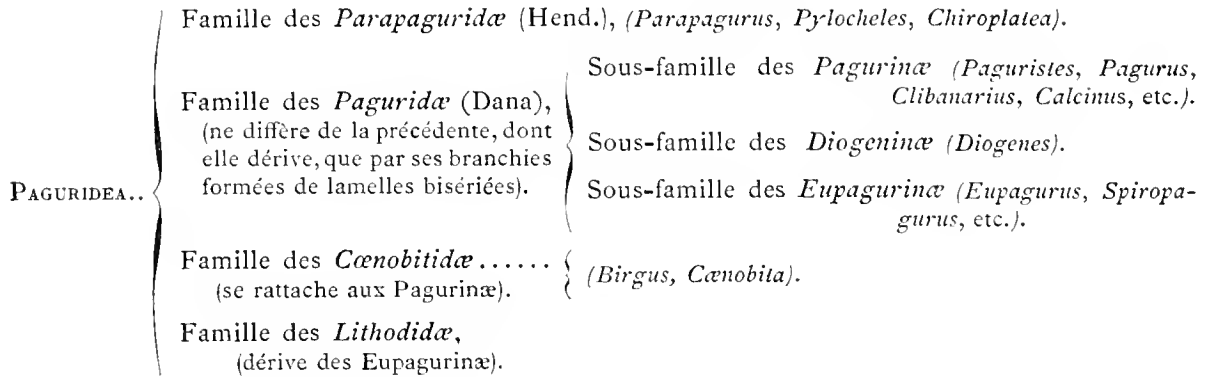 Famille des Parapaguridæ (Hend.), (Parapagurus, Pylocheles, Chiroplatea).
Sous-famille des Pagurinæ (Paguristes, Pagurus,
Clibanarius, Calcinus, etc.).
Famille des Paguridæ (Dana),
(ne diffère de la précédente, dont
elle dérive, que par ses branchies
formées de lamelles bisériées).
Sous-famille des Diogeninæ (Diogenes).
Sous-famille des Eupagurinæ (Eupagurus, Spiropa-
gurus, etc.).
PAGURIDEA..
Famille des Cœnobitidæ......
(se rattache aux Pagurinæ).
(Birgus, Cænobita).
Famille des Lithodidæ,
(dérive des Eupagurinæ).